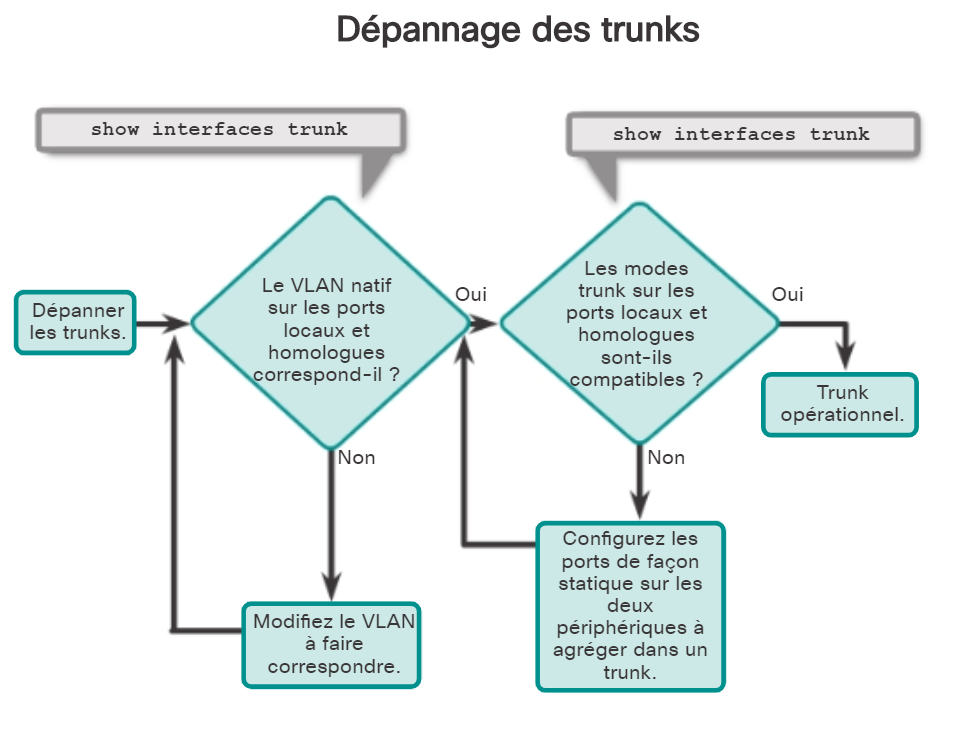 Dépannage des trunks
show interfaces trunk
show interfaces trunk
Dépanner
les trunks.
Le VLAN natif
sur les ports
locaux et
homologues
correspond-il ?
Oui
Les modes
trunk sur les
ports locaux et
homologues
sont-ils
compatibles ?
Oui
Trunk
opérationnel.
Non
Non
Modifiez le VLAN
à faire
correspondre.
Configurez les
ports de façon
statique sur les
deux
périphériques à
agréger dans un
trunk.